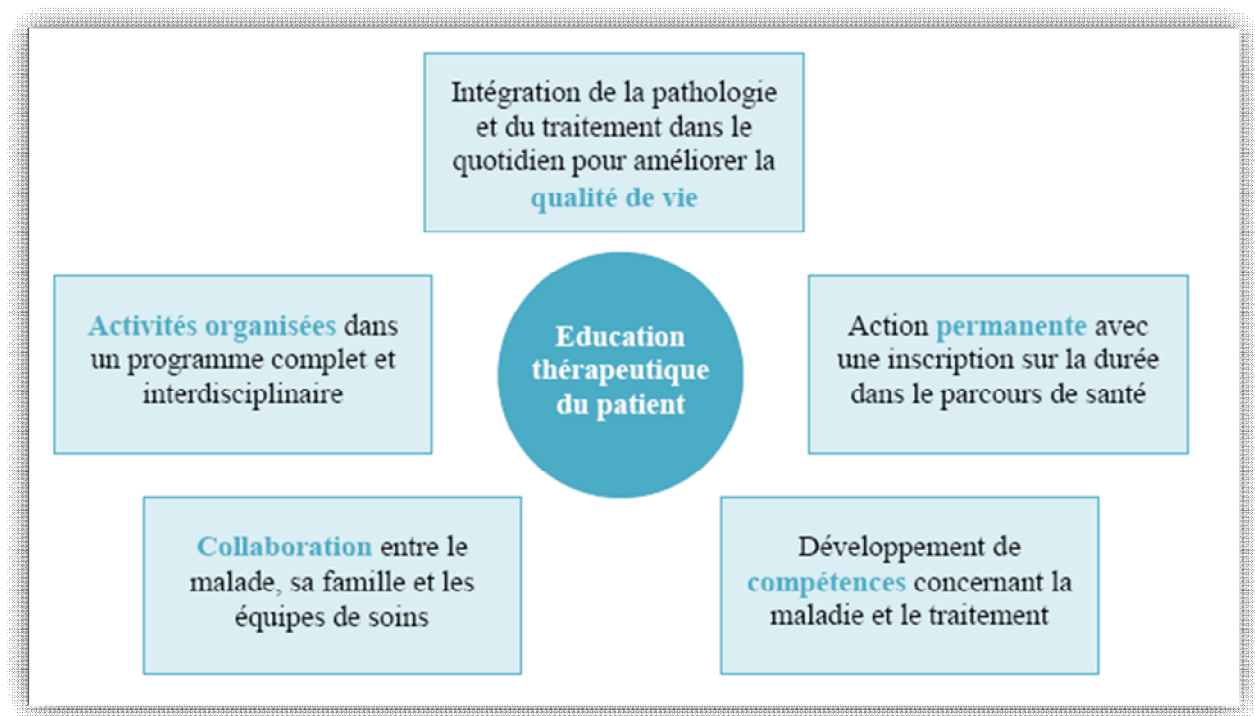 Intégration de la pathologie
et du traitement dans le
quotidien pour améliorer la
qualité de vie
Activités organisées dans
un programme complet et
interdisciplinaire
Education
thérapeutique
du patient
Action permanente avec
une inscription sur la durée
dans le parcours de santé
Collaboration entre le
malade, sa famille et les
équipes de soins
Développement de
compétences concernant la
maladie et le traitement